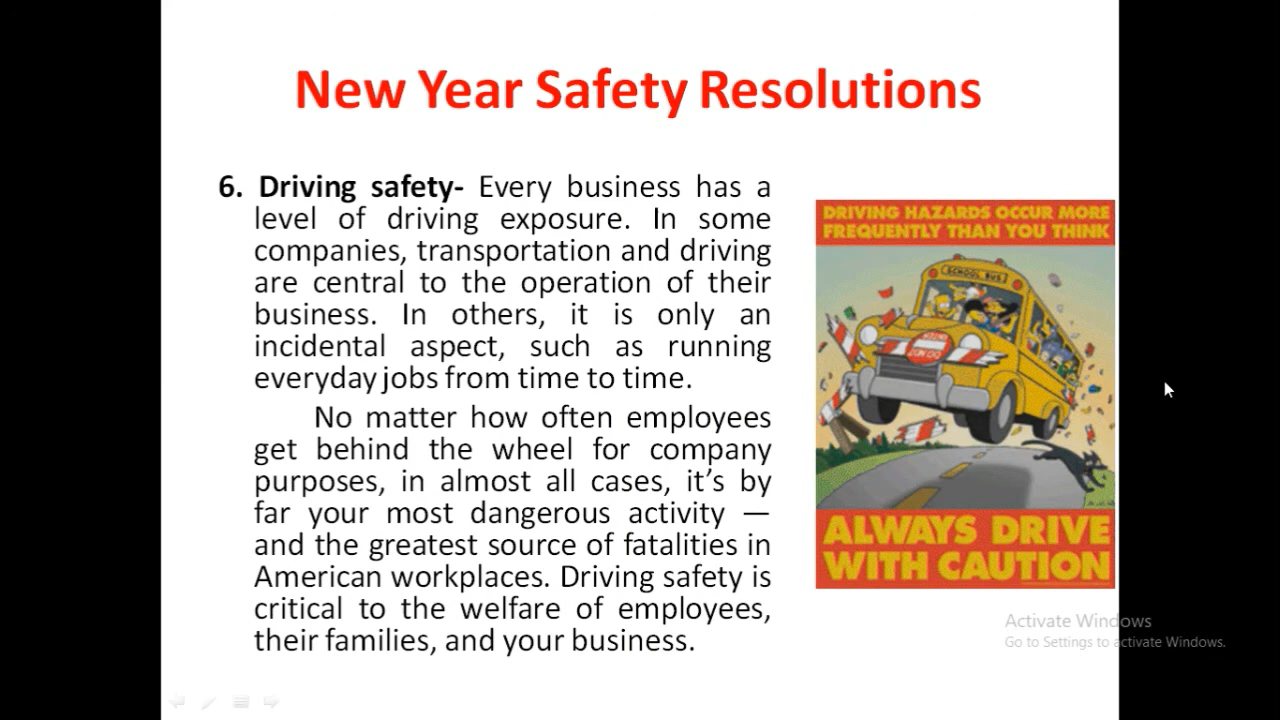 New Year Safety Resolutions
6. Driving safety- Every business has a
level of driving exposure. In some
companies, transportation and driving
are central to the operation of their
business. In others, it is only an
incidental aspect, such as running
everyday jobs from time to time.
No matter how often employees
get behind the wheel for company
purposes, in almost all cases, it’s by
far your most dangerous activity —
and the greatest source of fatalities in
American workplaces. Driving safety is
critical to the welfare of employees,
their families, and your business.
DRIVING HAZARDS OCCUR MORE
FREQUENTLY THAN YOU THINK
SCHOOL BUS
ALWAYS DRIVE
WITH CAUTION
Activate Windows
Go to Settings to activate Windows.